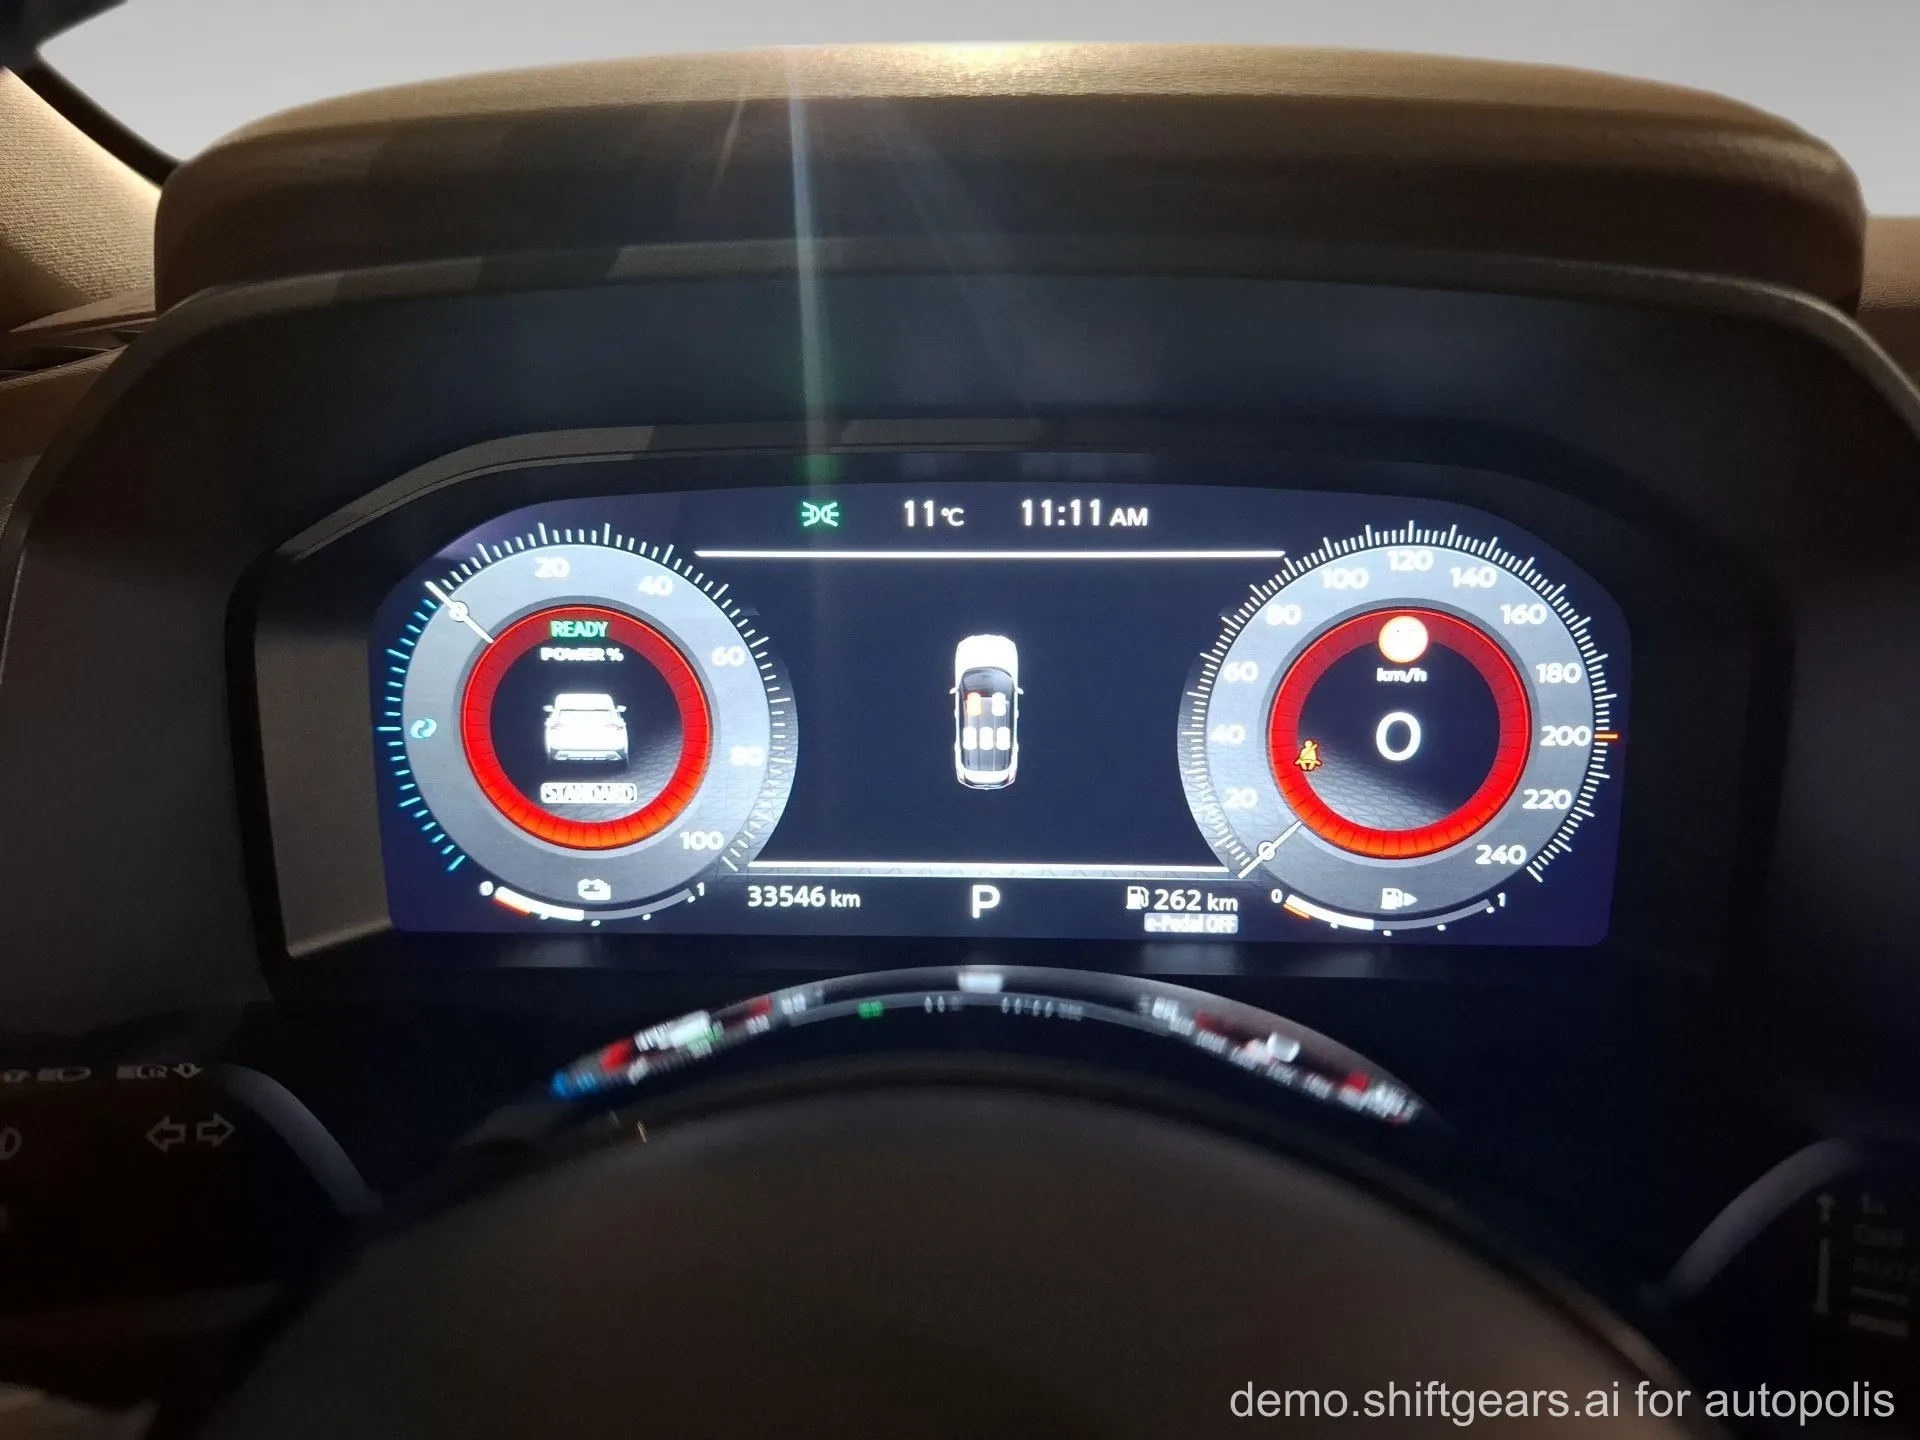 11°C 11:11 AM
20
40
60
80
100
READY
POWER %
STANDARD
0
1
20
40
60
80
100
120
140
160
180
200
220
240
km/h
0
0
1
33546 km
P
262 km
e-Pedal OFF
demo.shiftgears.ai for autopolis